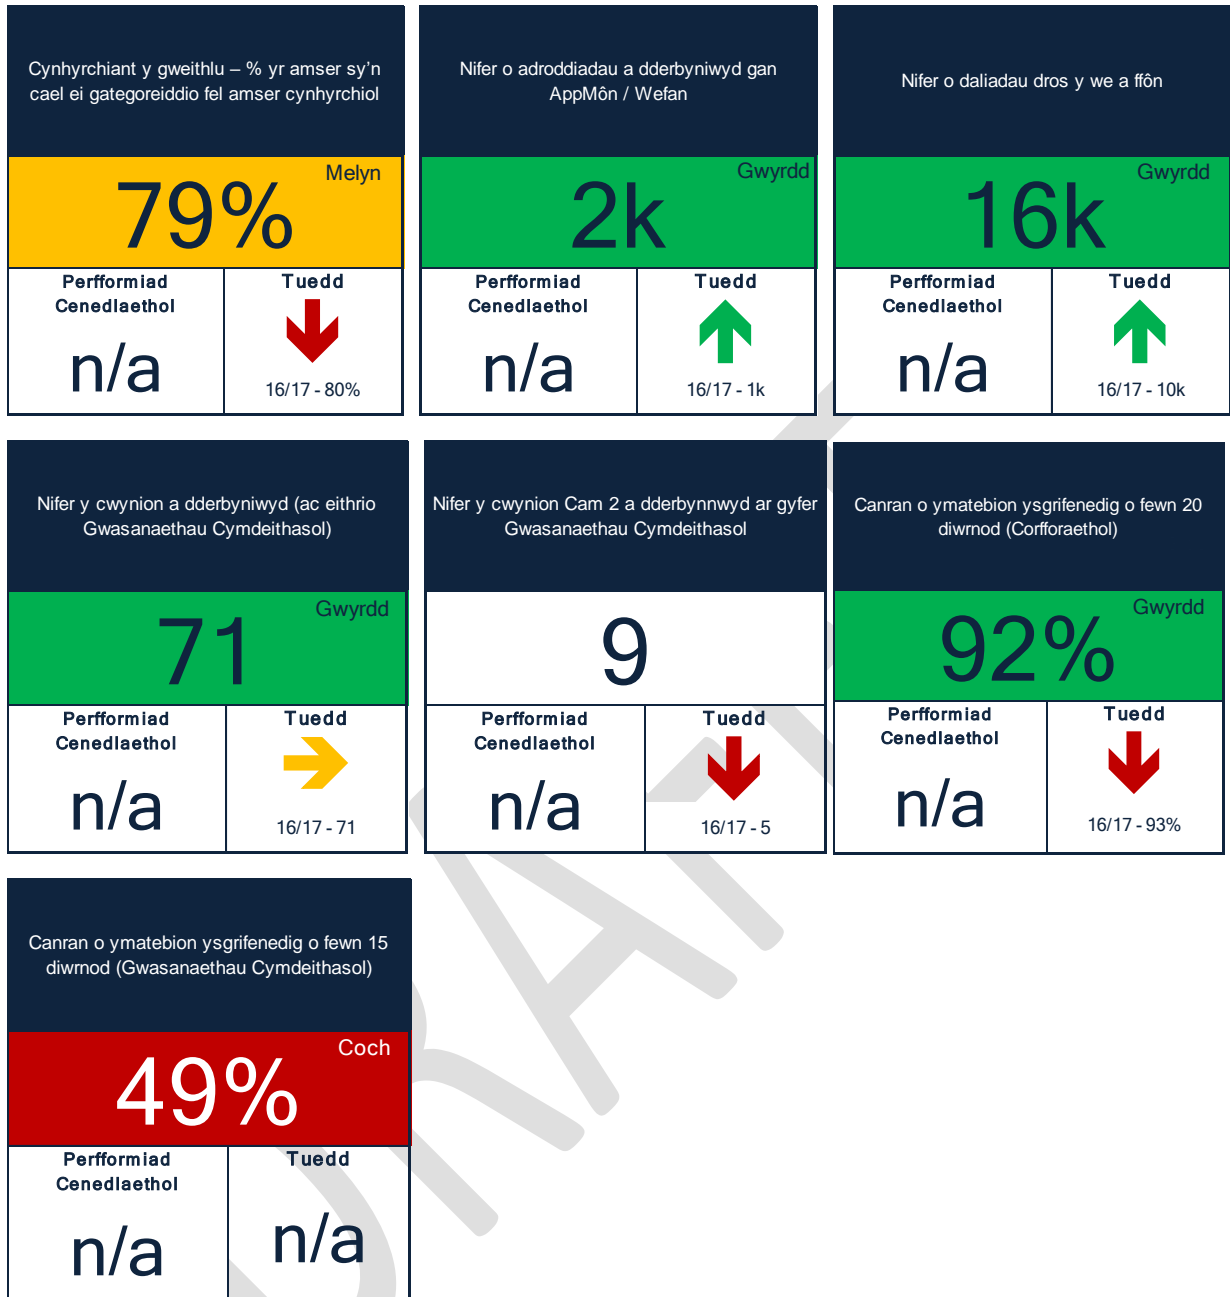 Cynhyrchiant y gweithlu – % yr amser sy'n
cael ei gategoreiddio fel amser cynhyrchiol
Melyn
79%
Perfformiad
Cenedlaethol
n/a
Tuedd
16/17 - 80%
Nifer o adroddiadau a dderbyniwyd gan
AppMôn / Wefan
Gwyrdd
2k
Perfformiad
Cenedlaethol
n/a
Tuedd
16/17 - 1k
Nifer o daliadau dros y we a ffôn
Gwyrdd
16k
Perfformiad
Cenedlaethol
n/a
Tuedd
16/17 - 10k
Nifer y cwynion a dderbyniwyd (ac eithrio
Gwasanaethau Cymdeithasol)
Gwyrdd
71
Perfformiad
Cenedlaethol
n/a
Tuedd
16/17 - 71
Nifer y cwynion Cam 2 a dderbynnwyd ar gyfer
Gwasanaethau Cymdeithasol
9
Perfformiad
Cenedlaethol
n/a
Tuedd
16/17 - 5
Canran o ymatebion ysgrifenedig o fewn 20
diwrnod (Corfforaethol)
Gwyrdd
92%
Perfformiad
Cenedlaethol
n/a
Tuedd
16/17 - 93%
Canran o ymatebion ysgrifenedig o fewn 15
diwrnod (Gwasanaethau Cymdeithasol)
Coch
49%
Perfformiad
Cenedlaethol
n/a
Tuedd
n/a
DRAFT